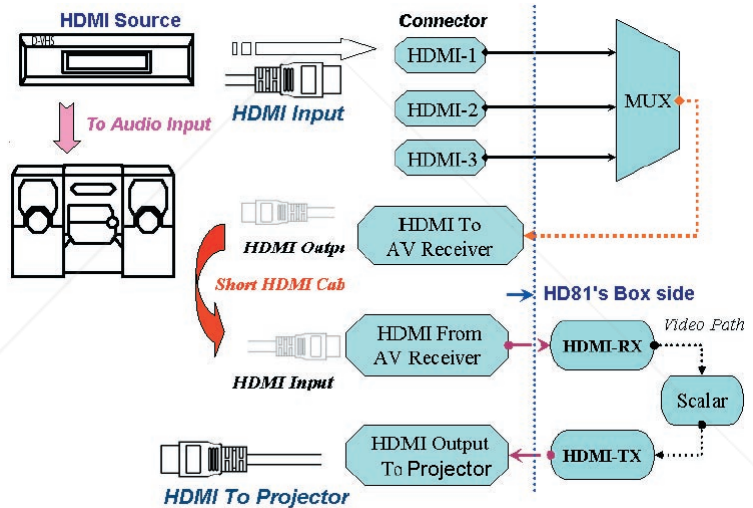 HDMI Source
D-VHS
Connector
HDMI-1
HDMI Input
HDMI-2
MUX
To Audio Input
HDMI-3
HDMI To
AV Receiver
HDMI Outp
Short HDMI Cab
HD81's Box side
Video Path
HDMI From
AV Receiver
HDMI-RX
HDMI Input
Scalar
HDMI Output
To Projector
HDMI-TX
HDMI To Projector